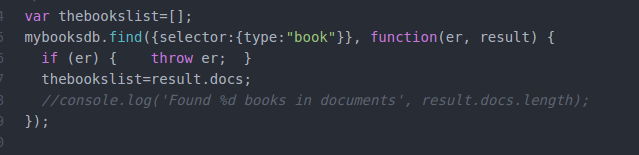 var thebookslist=[];
mybooksdb.find({selector:{type:"book"}}, function(er, result) {
  if (er) {    throw er;  }
  thebookslist=result.docs;
  //console.log('Found %d books in documents', result.docs.length);
});